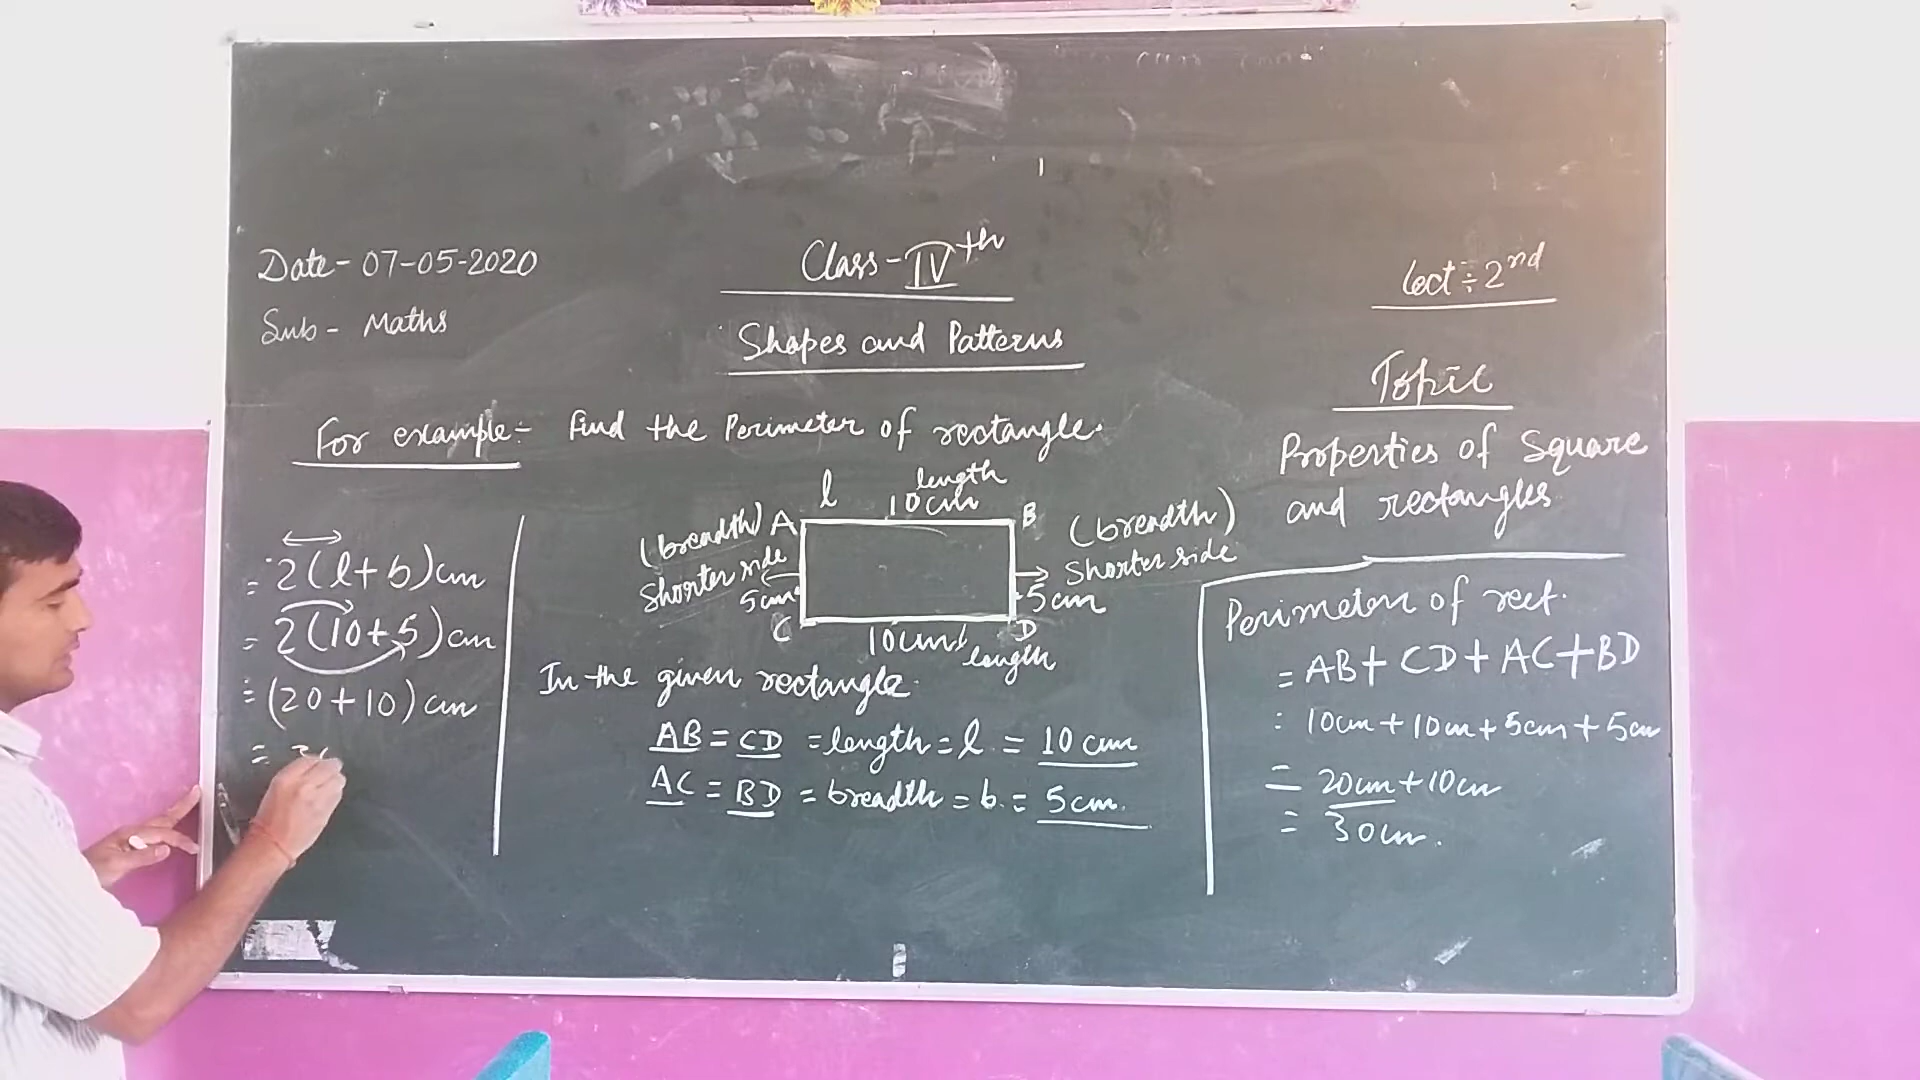 Date- 07-05-2020
Sub- Maths
Class-IVth
Shapes and Patterns
Lect÷2nd
Topic
Properties of Square
and rectangles
For example:- Find the Perimeter of rectangle.
= 2(l+b)cm
= 2(10+5)cm
= (20+10)cm
= 30
l length
10cm
(breadth) A
B (breadth)
Shorter side
5cm
Shorter side
5cm
C
D
10cm l
length
In the given rectangle.
AB = CD = length = l = 10 cm
AC = BD = breadth = b = 5cm.
Perimeter of rect.
= AB+ CD+AC+BD
= 10cm+10cm+5cm+5cm
= 20cm+10cm
= 30cm.